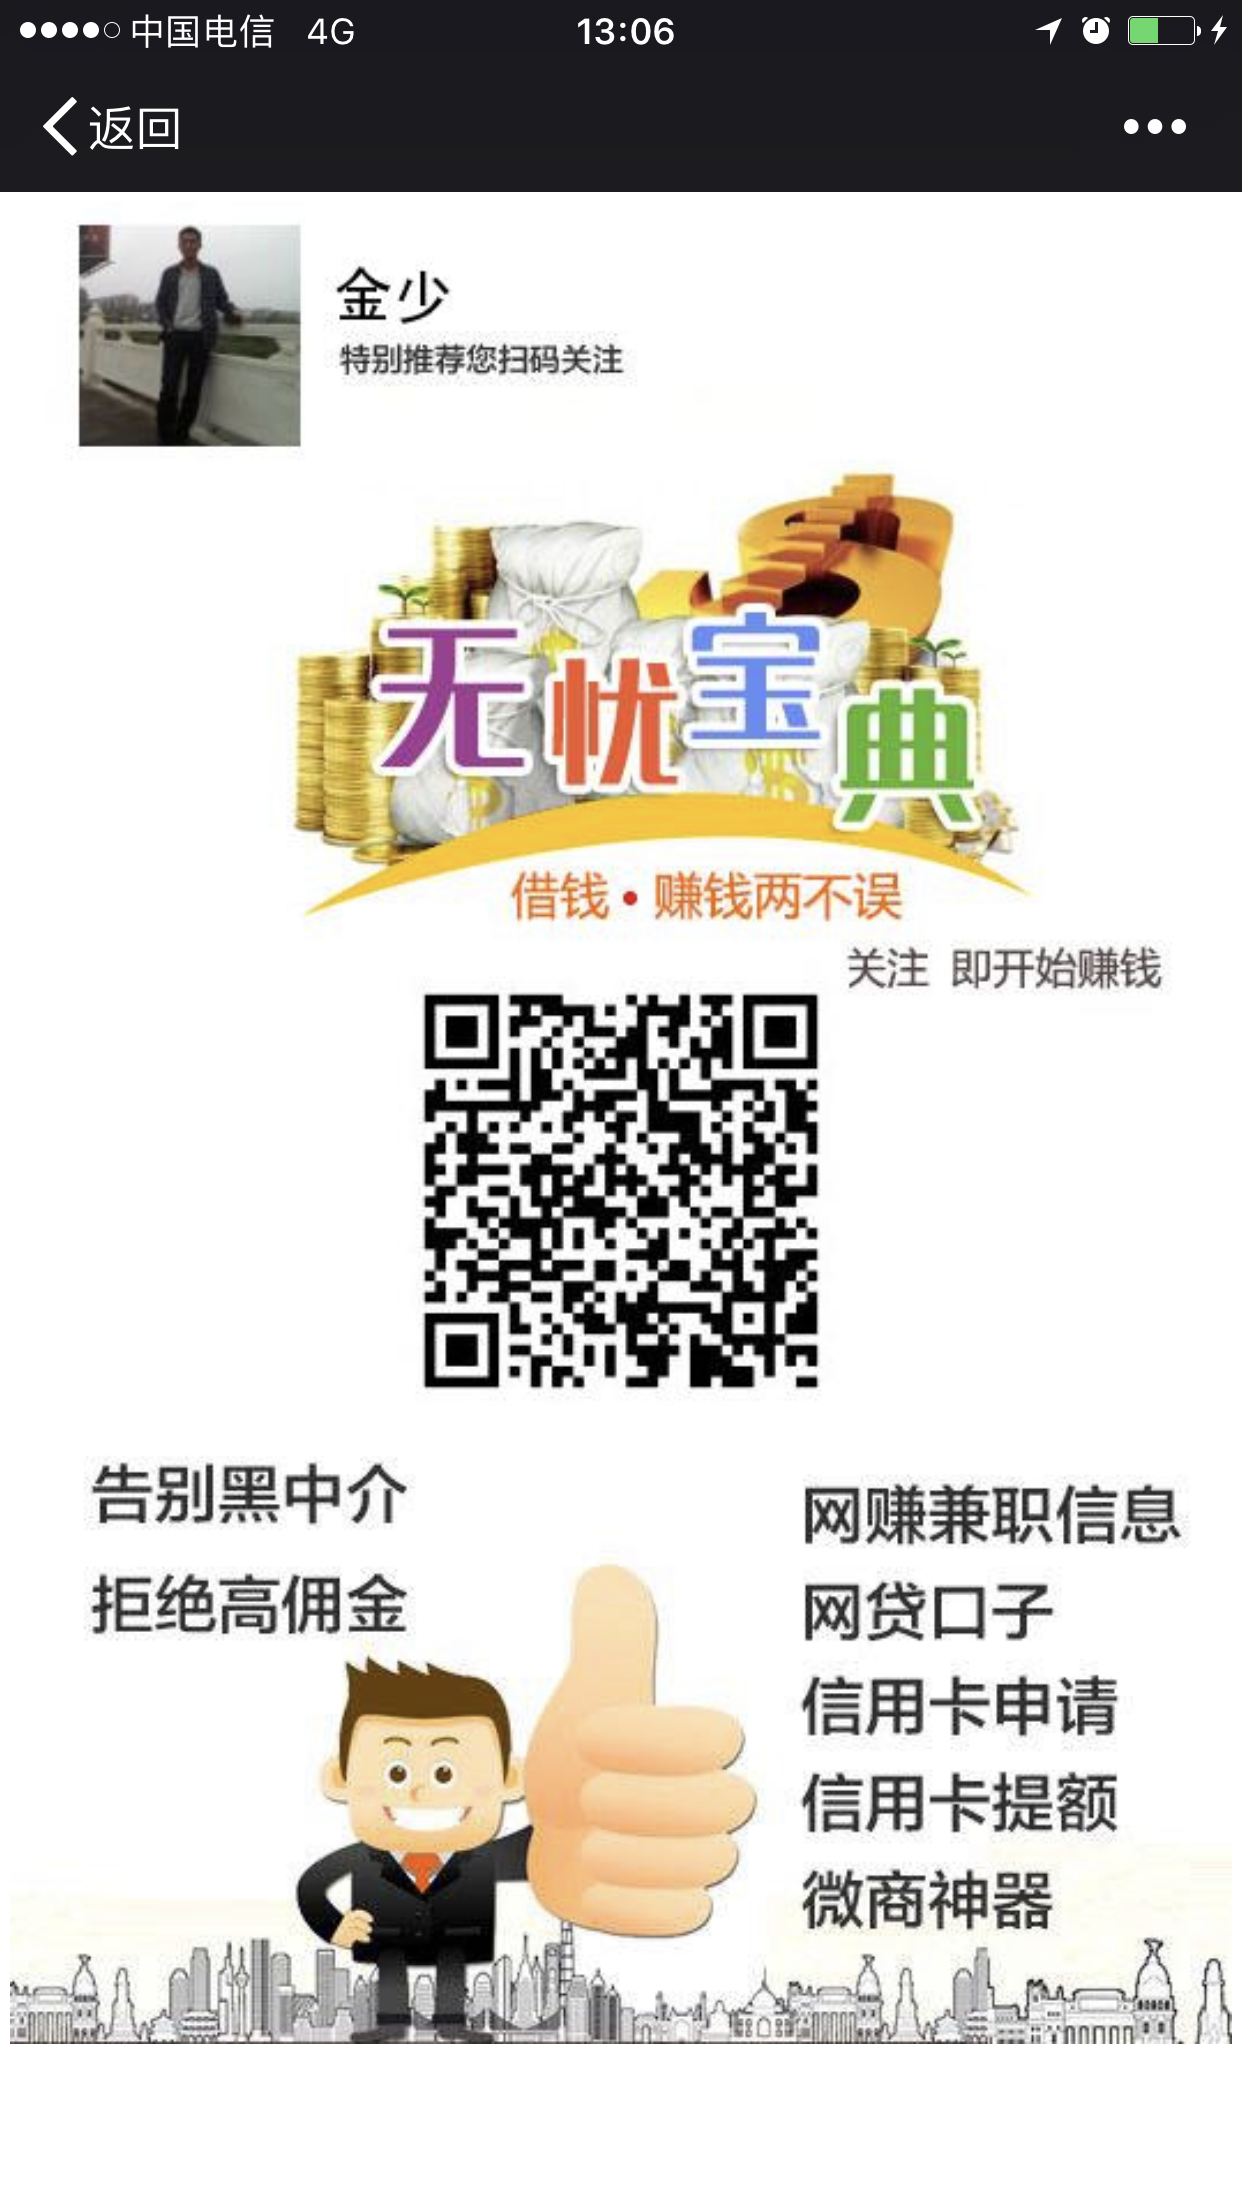 中国电信 4G 13:06
返回
金少
特别推荐您扫码关注
无忧宝典
借钱·赚钱两不误
关注 即开始赚钱
告别黑中介
拒绝高佣金
网赚兼职信息
网贷口子
信用卡申请
信用卡提额
微商神器